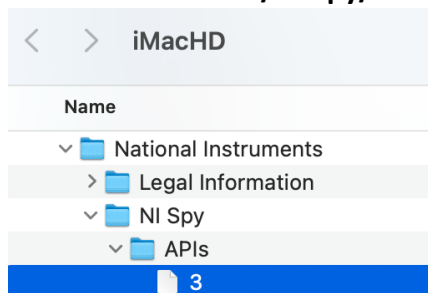 iMacHD
Name
National Instruments
Legal Information
NI Spy
APIs
3